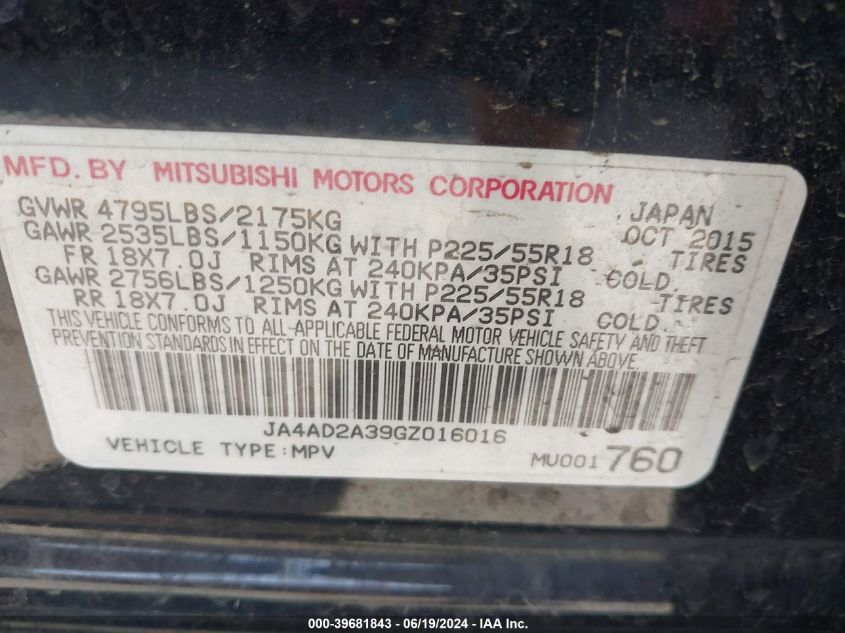 MFD. BY MITSUBISHI MOTORS CORPORATION
GVWR 4795LBS/2175KG JAPAN
GAWR 2535LBS/1150KG WITH P225/55R18 OCT 2015
FR 18X7.0J RIMS AT 240KPA/35PSI COLD. TIRES
GAWR 2756LBS/1250KG WITH P225/55R18 TIRES
RR 18X7.0J RIMS AT 240KPA/35PSI COLD.
THIS VEHICLE CONFORMS TO ALL APPLICABLE FEDERAL MOTOR VEHICLE SAFETY AND THEFT
PREVENTION STANDARDS IN EFFECT ON THE DATE OF MANUFACTURE SHOWN ABOVE.
JA4AD2A39GZ016016
VEHICLE TYPE:MPV MU001760
000-39681843 - 06/19/2024 - IAA Inc.